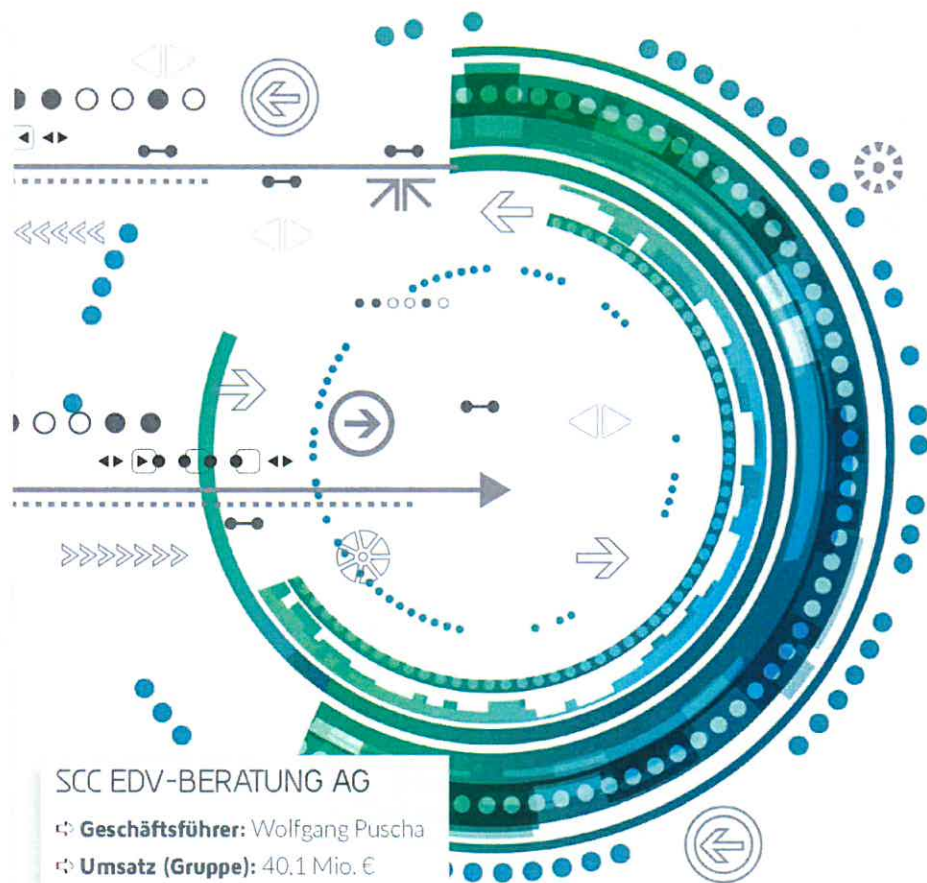 SCC EDV-BERATUNG AG
➪ Geschäftsführer: Wolfgang Puscha
➪ Umsatz (Gruppe): 40.1 Mio. €